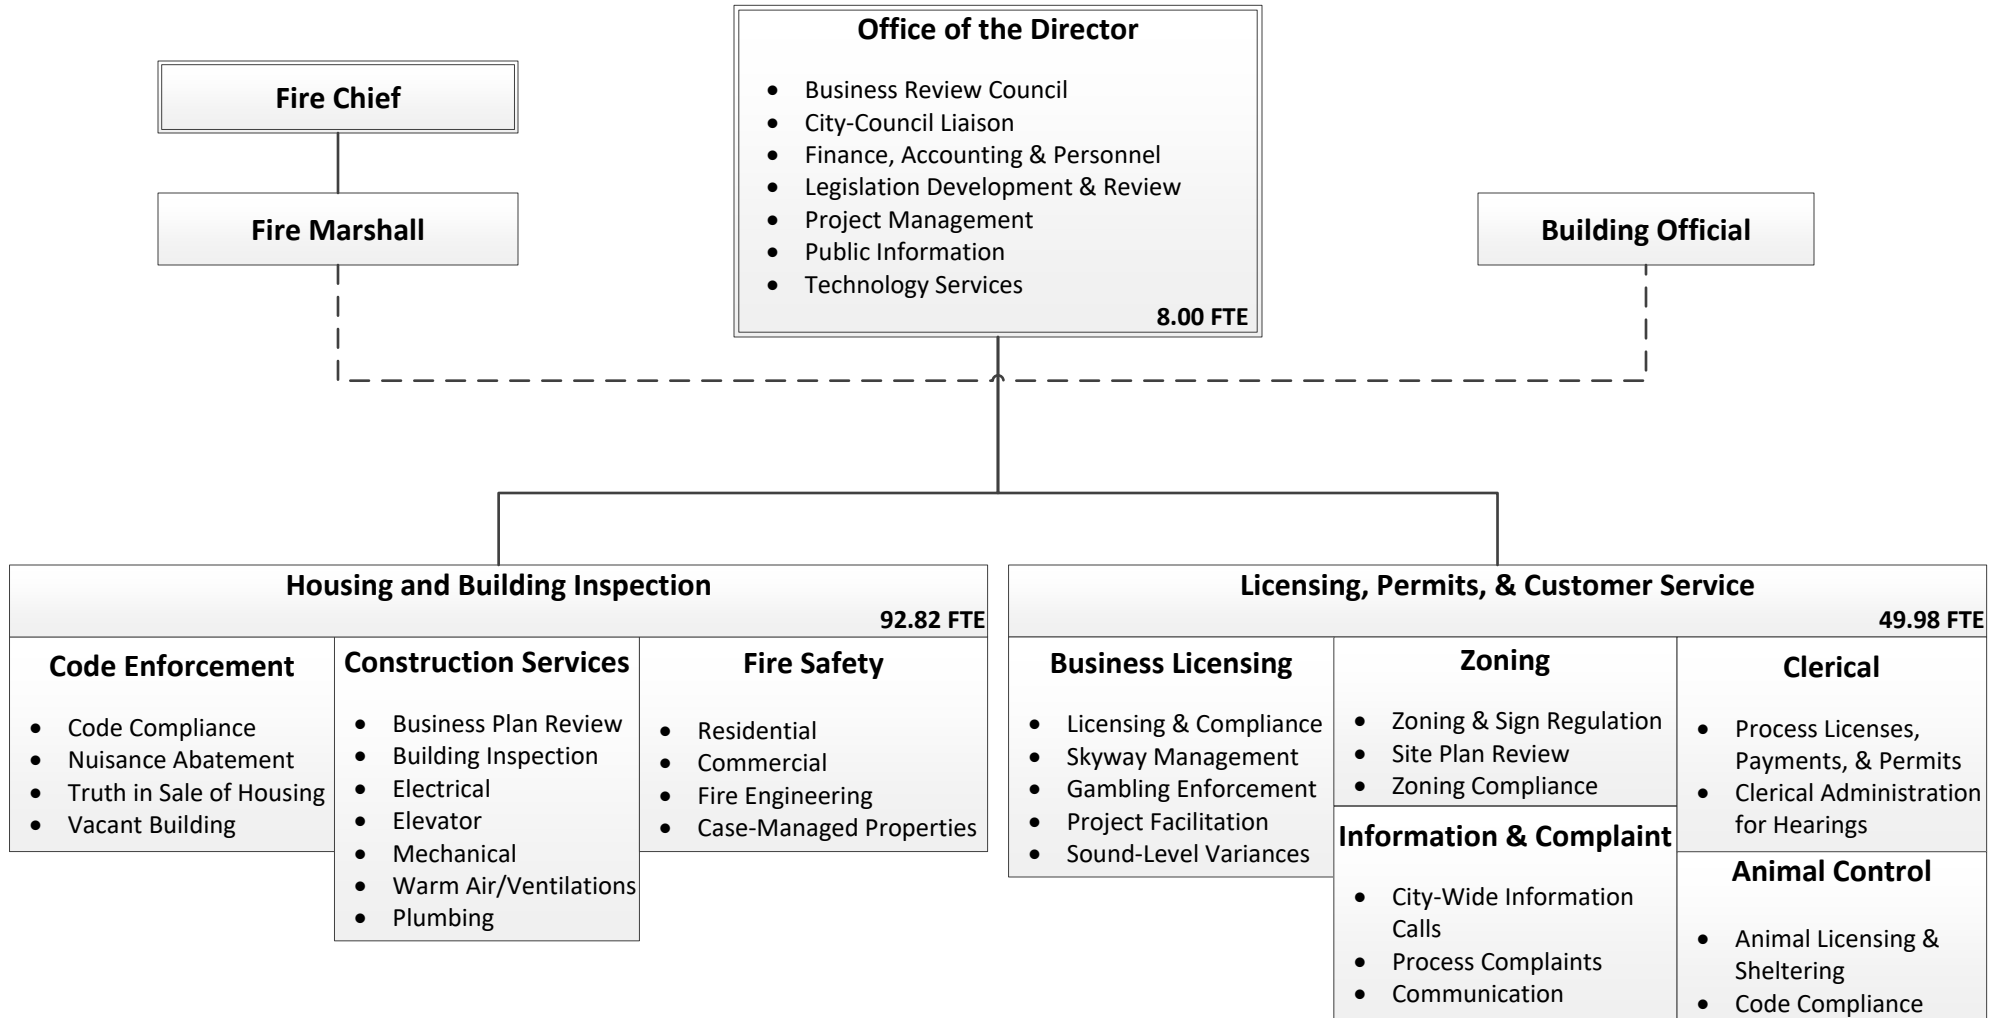 Office of the Director
• Business Review Council
• City-Council Liaison
• Finance, Accounting & Personnel
• Legislation Development & Review
• Project Management
• Public Information
• Technology Services
8.00 FTE
Fire Chief
Fire Marshall
Building Official
Housing and Building Inspection
92.82 FTE
Code Enforcement
• Code Compliance
• Nuisance Abatement
• Truth in Sale of Housing
• Vacant Building
Construction Services
• Business Plan Review
• Building Inspection
• Electrical
• Elevator
• Mechanical
• Warm Air/Ventilations
• Plumbing
Fire Safety
• Residential
• Commercial
• Fire Engineering
• Case-Managed Properties
Licensing, Permits, & Customer Service
49.98 FTE
Business Licensing
• Licensing & Compliance
• Skyway Management
• Gambling Enforcement
• Project Facilitation
• Sound-Level Variances
Zoning
• Zoning & Sign Regulation
• Site Plan Review
• Zoning Compliance
Information & Complaint
• City-Wide Information
Calls
• Process Complaints
• Communication
Clerical
• Process Licenses,
Payments, & Permits
• Clerical Administration
for Hearings
Animal Control
• Animal Licensing &
Sheltering
• Code Compliance